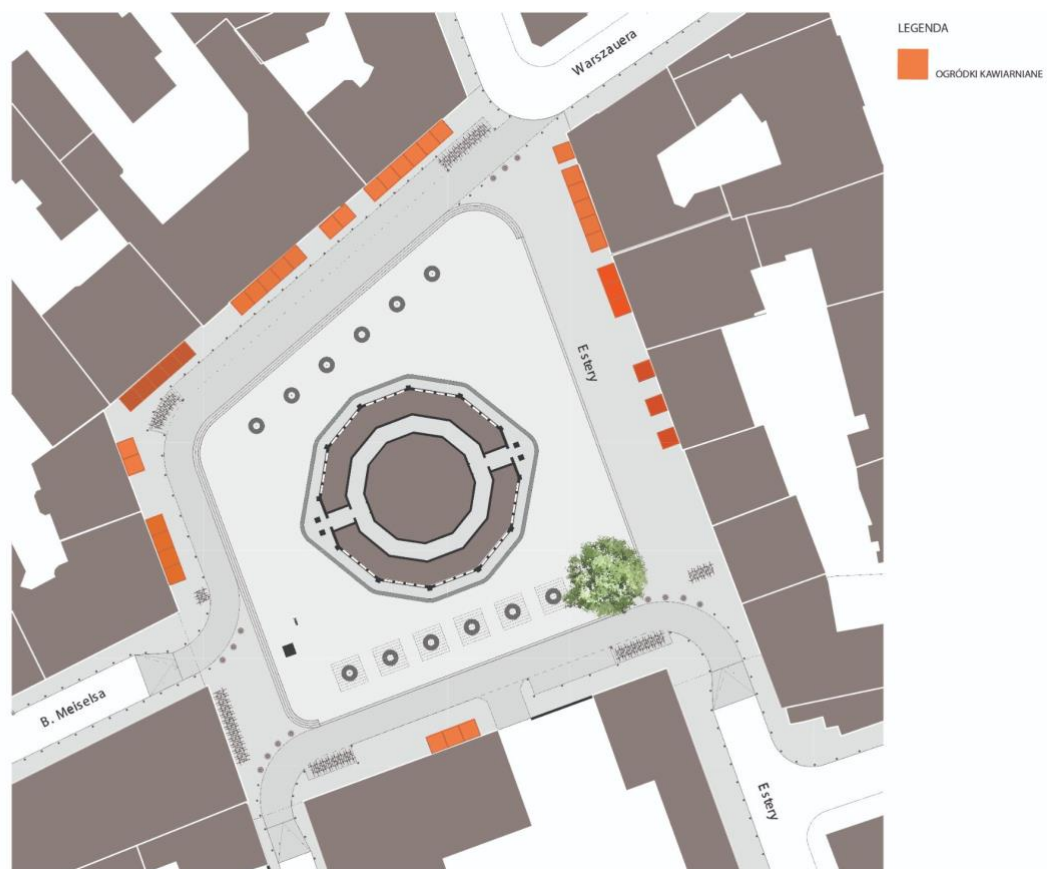 LEGENDA
OGRÓDKI KAWIARNIANE
Warszauera
Estery
B. Meiselsa
Estery